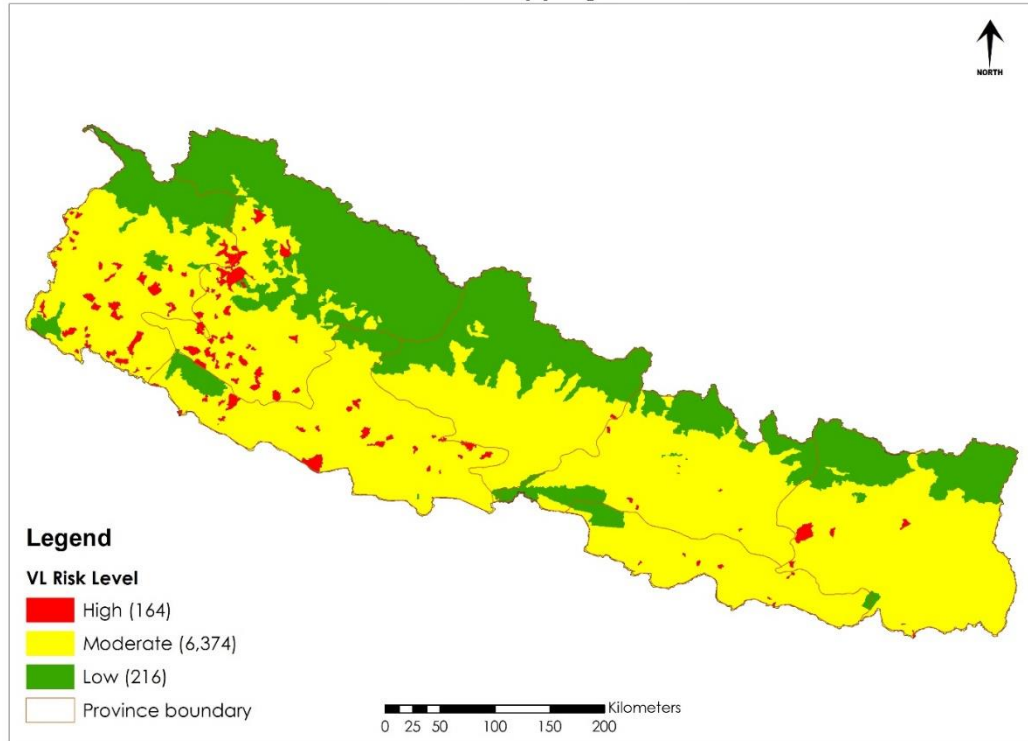 NORTH
Legend
VL Risk Level
High (164)
Moderate (6,374)
Low (216)
Province boundary
Kilometers
0 25 50 100 150 200